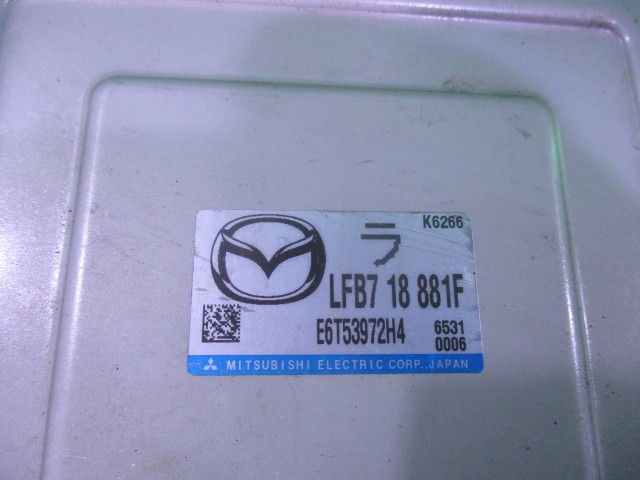 K6266
ラ
LFB7 18 881F
E6T53972H4 6531
0006
MITSUBISHI ELECTRIC CORP.,JAPAN